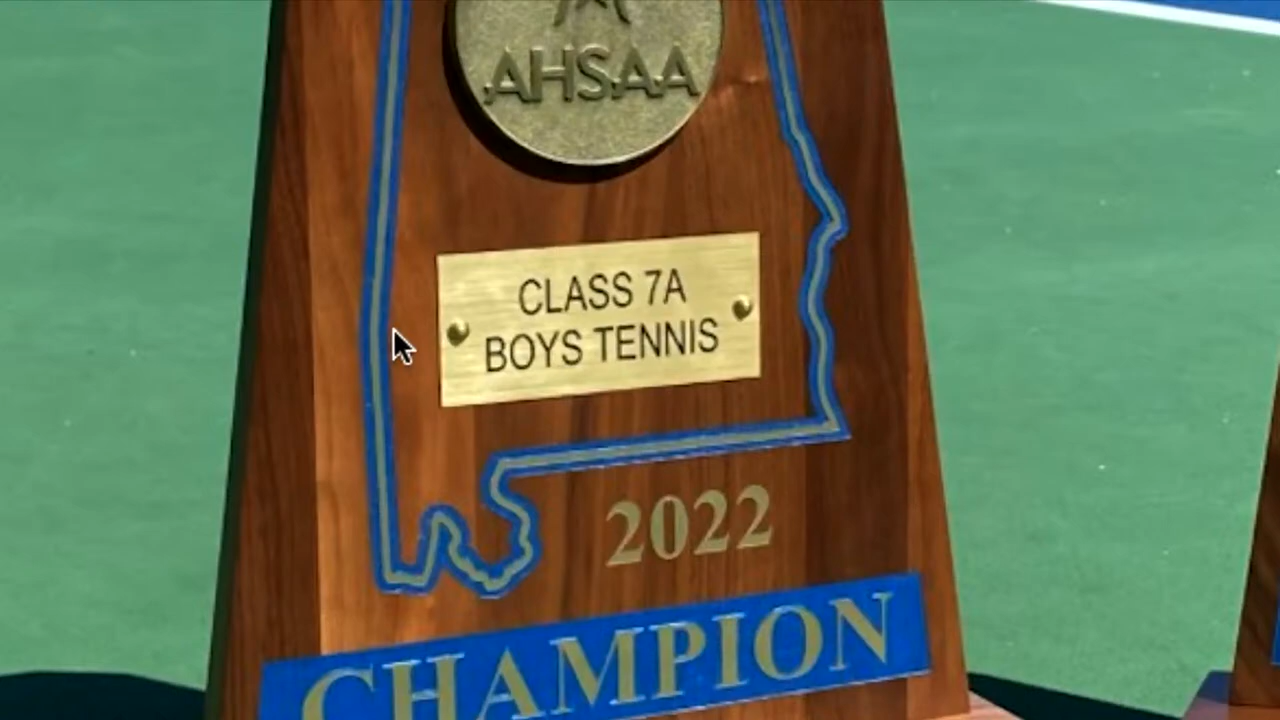 AHSAA
CLASS 7A
BOYS TENNIS
2022
CHAMPION